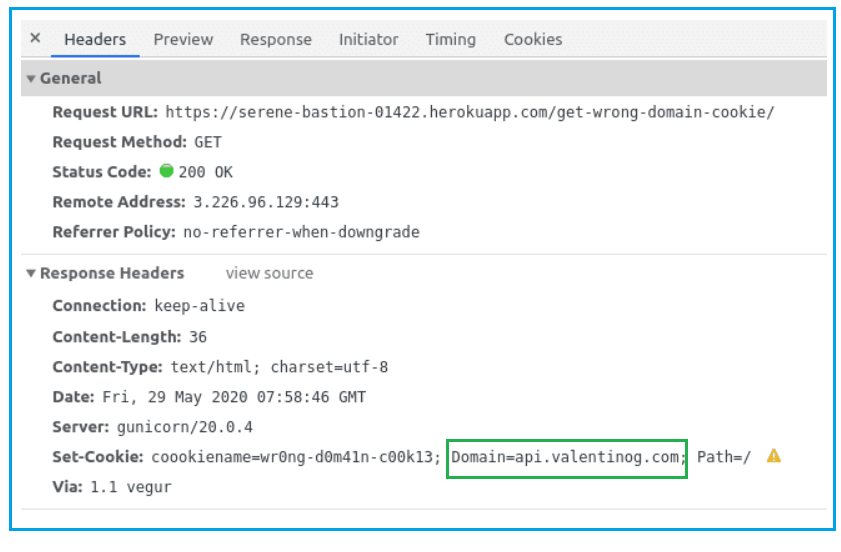 × Headers Preview Response Initiator Timing Cookies
▼ General
Request URL: https://serene-bastion-01422.herokuapp.com/get-wrong-domain-cookie/
Request Method: GET
Status Code: 200 OK
Remote Address: 3.226.96.129:443
Referrer Policy: no-referrer-when-downgrade
▼ Response Headers view source
Connection: keep-alive
Content-Length: 36
Content-Type: text/html; charset=utf-8
Date: Fri, 29 May 2020 07:58:46 GMT
Server: gunicorn/20.0.4
Set-Cookie: coookiename=wr0ng-d0m41n-c00k13; Domain=api.valentinog.com; Path=/
Via: 1.1 vegur